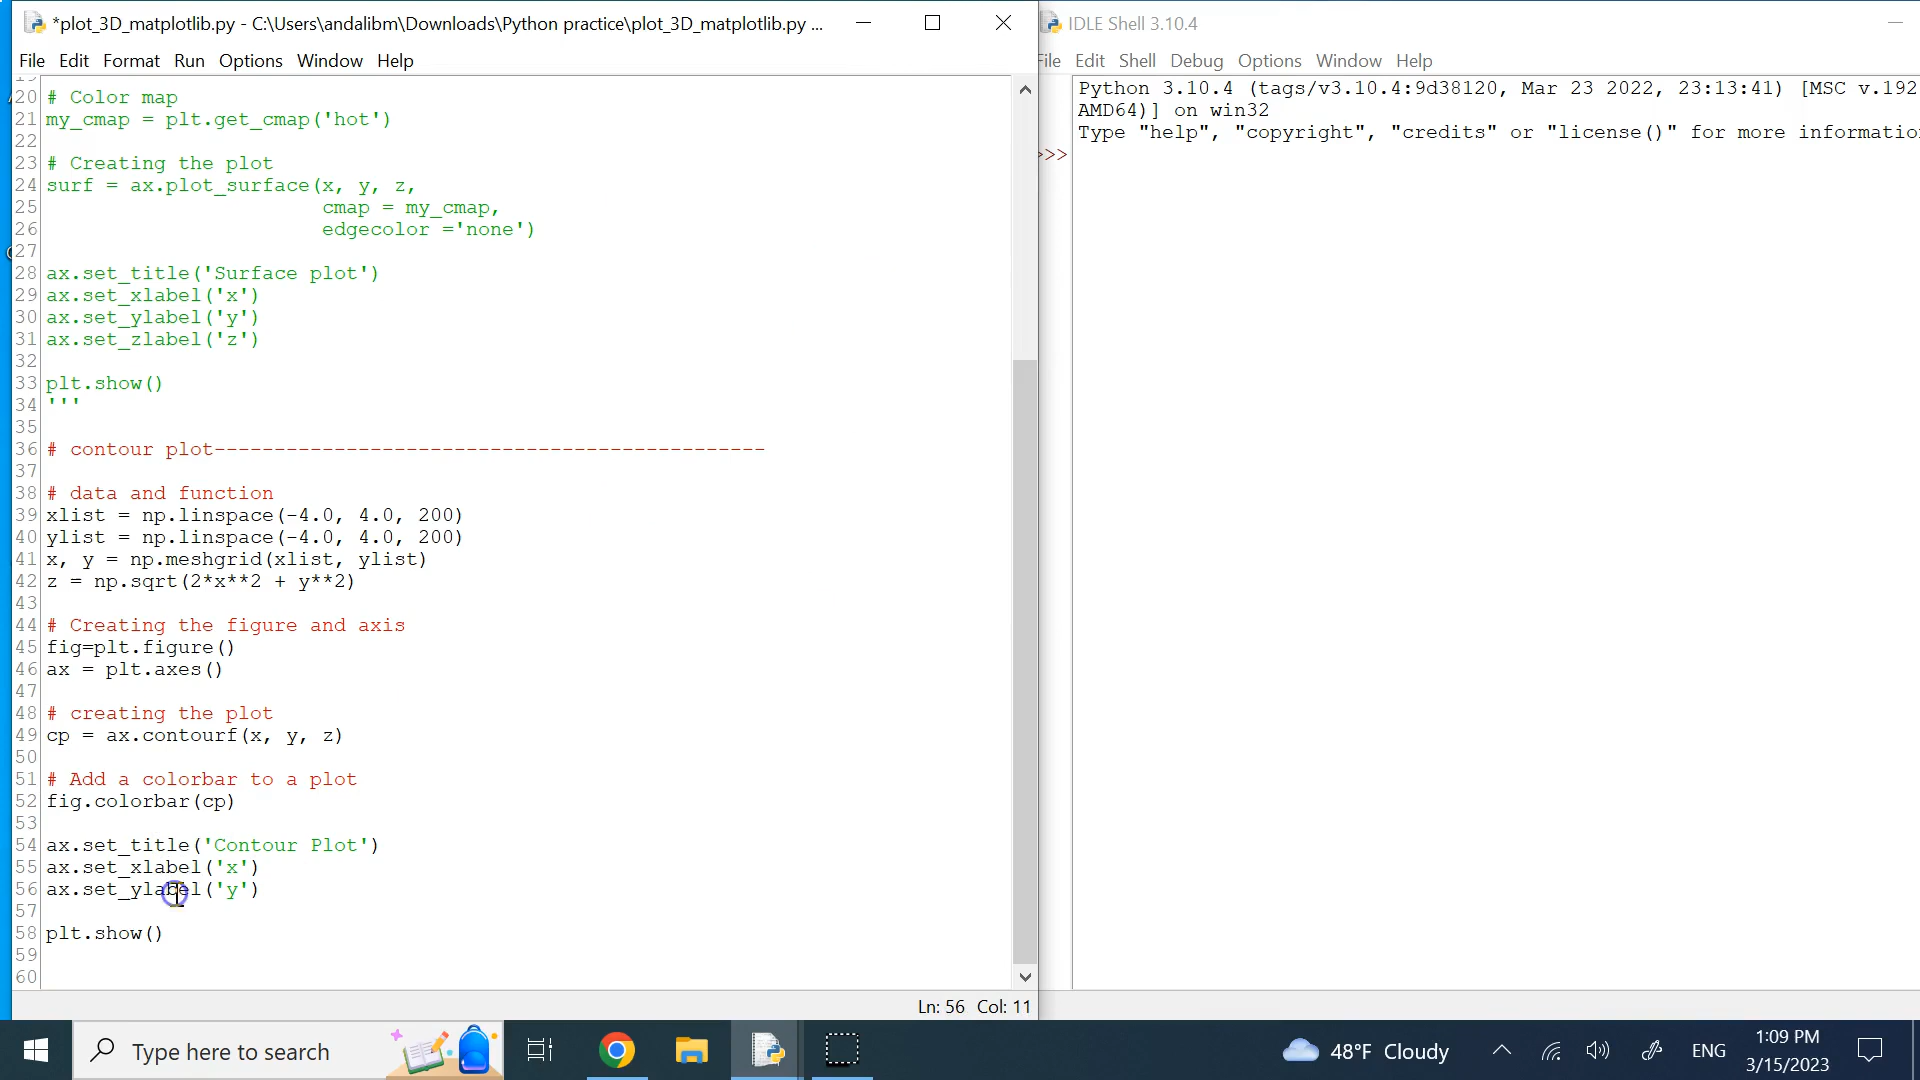 *plot_3D_matplotlib.py - C:\Users\andalibm\Downloads\Python practice\plot_3D_matplotlib.py ...
File Edit Format Run Options Window Help
20 # Color map
21 my_cmap = plt.get_cmap('hot')
22
23 # Creating the plot
24 surf = ax.plot_surface(x, y, z,
25 cmap = my_cmap,
26 edgecolor ='none')
27
28 ax.set_title('Surface plot')
29 ax.set_xlabel('x')
30 ax.set_ylabel('y')
31 ax.set_zlabel('z')
32
33 plt.show()
34 '''
35
36 # contour plot----------------------------------------------
37
38 # data and function
39 xlist = np.linspace(-4.0, 4.0, 200)
40 ylist = np.linspace(-4.0, 4.0, 200)
41 x, y = np.meshgrid(xlist, ylist)
42 z = np.sqrt(2*x**2 + y**2)
43
44 # Creating the figure and axis
45 fig=plt.figure()
46 ax = plt.axes()
47
48 # creating the plot
49 cp = ax.contourf(x, y, z)
50
51 # Add a colorbar to a plot
52 fig.colorbar(cp)
53
54 ax.set_title('Contour Plot')
55 ax.set_xlabel('x')
56 ax.set_ylabel('y')
57
58 plt.show()
59
60
Ln: 56 Col: 11
IDLE Shell 3.10.4
File Edit Shell Debug Options Window Help
Python 3.10.4 (tags/v3.10.4:9d38120, Mar 23 2022, 23:13:41) [MSC v.192
AMD64)] on win32
Type "help", "copyright", "credits" or "license()" for more informatio
>>>
Type here to search
48°F Cloudy
ENG
1:09 PM
3/15/2023